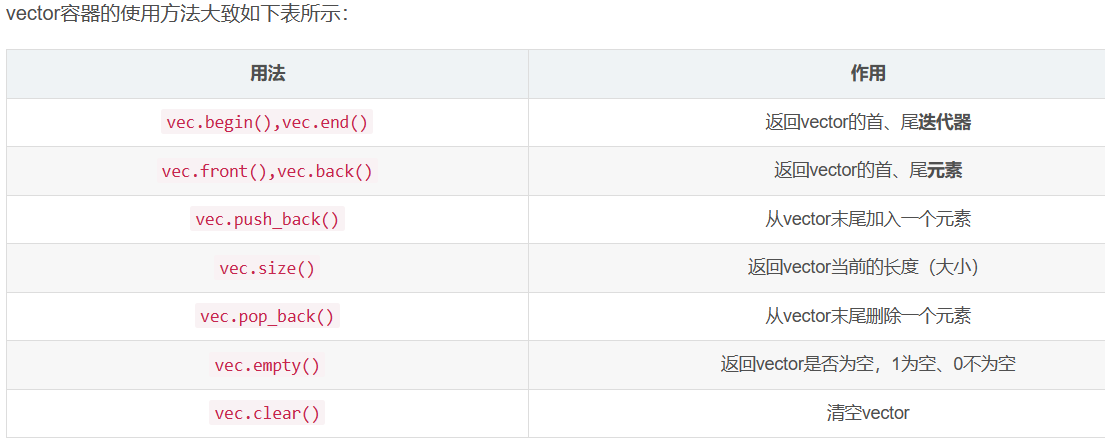 vector容器的使用方法大致如下表所示：
用法 作用
vec.begin(),vec.end() 返回vector的首、尾迭代器
vec.front(),vec.back() 返回vector的首、尾元素
vec.push_back() 从vector末尾加入一个元素
vec.size() 返回vector当前的长度（大小）
vec.pop_back() 从vector末尾删除一个元素
vec.empty() 返回vector是否为空，1为空、0不为空
vec.clear() 清空vector